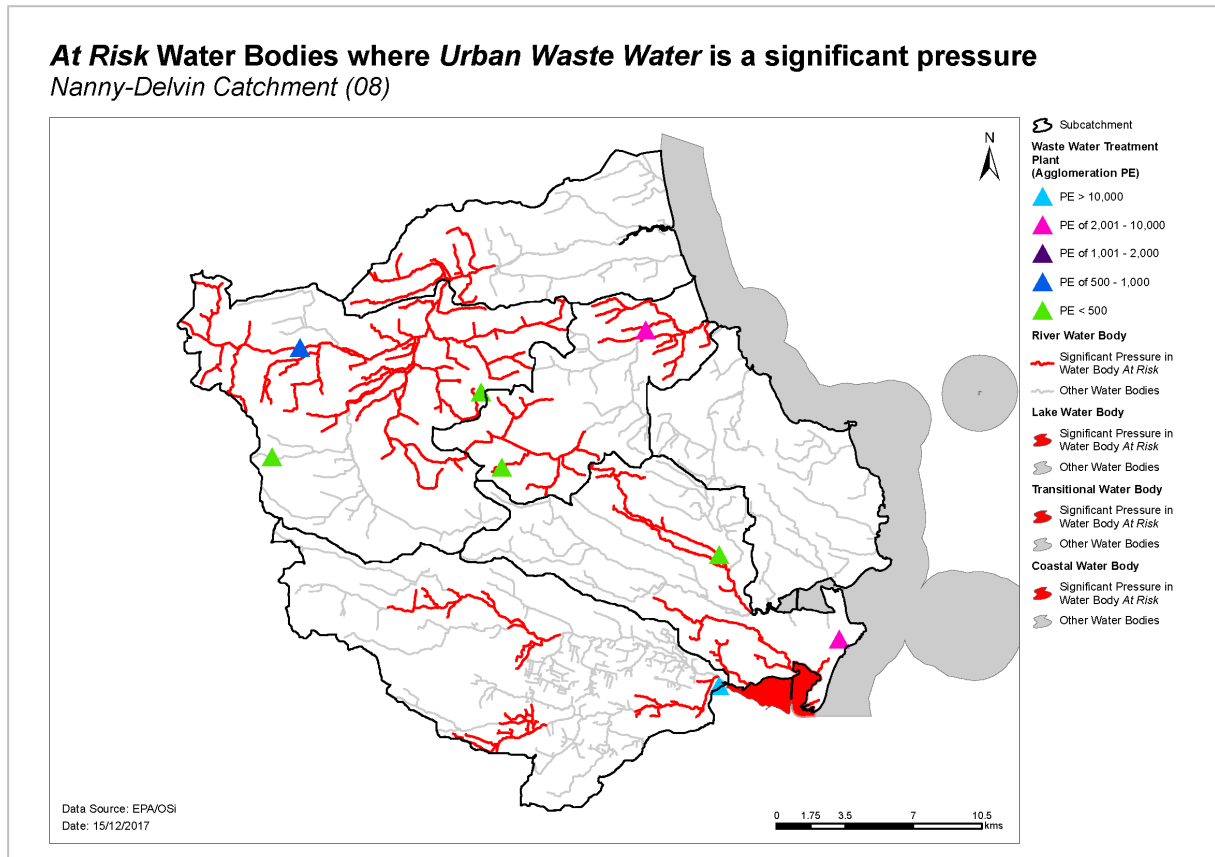 At Risk Water Bodies where Urban Waste Water is a significant pressure
Nanny-Delvin Catchment (08)
N
Subcatchment
Waste Water Treatment
Plant
(Agglomeration PE)
PE > 10,000
PE of 2,001 - 10,000
PE of 1,001 - 2,000
PE of 500 - 1,000
PE < 500
River Water Body
Significant Pressure in
Water Body At Risk
Other Water Bodies
Lake Water Body
Significant Pressure in
Water Body At Risk
Other Water Bodies
Transitional Water Body
Significant Pressure in
Water Body At Risk
Other Water Bodies
Coastal Water Body
Significant Pressure in
Water Body At Risk
Other Water Bodies
Data Source: EPA/OSi
Date: 15/12/2017
0 1.75 3.5 7 10.5
kms